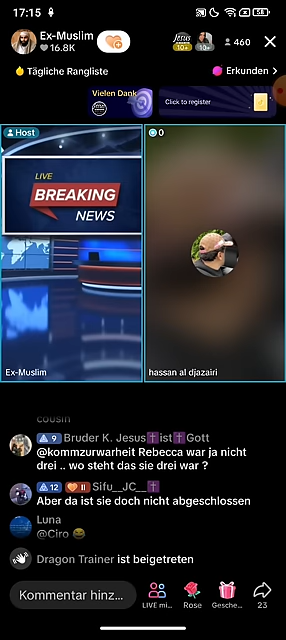 17:15
58
Ex-Muslim
16.8K
Jesus
10+
10+
460
Tägliche Rangliste
Erkunden >
Vielen Dank
Click to register
Host
0
LIVE
BREAKING
NEWS
Ex-Muslim
hassan al djazairi
cousin
9 Bruder K. Jesus✝️ist✝️Gott
@kommzurwarheit Rebecca war ja nicht
drei .. wo steht das sie drei war ?
12 II Sifu__JC__✝️
Aber da ist sie doch nicht abgeschlossen
Luna
@Ciro 😂
Dragon Trainer ist beigetreten
Kommentar hinz...
LIVE mi...
Rose
Gesche...
23